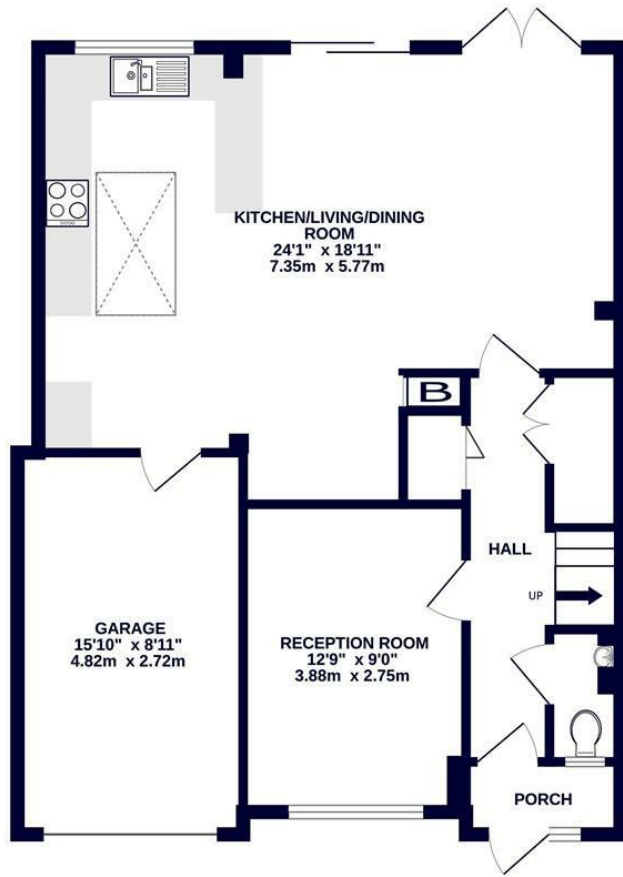 KITCHEN/LIVING/DINING
ROOM
24'1" x 18'11"
7.35m x 5.77m
B
HALL
UP
GARAGE
15'10" x 8'11"
4.82m x 2.72m
RECEPTION ROOM
12'9" x 9'0"
3.88m x 2.75m
PORCH